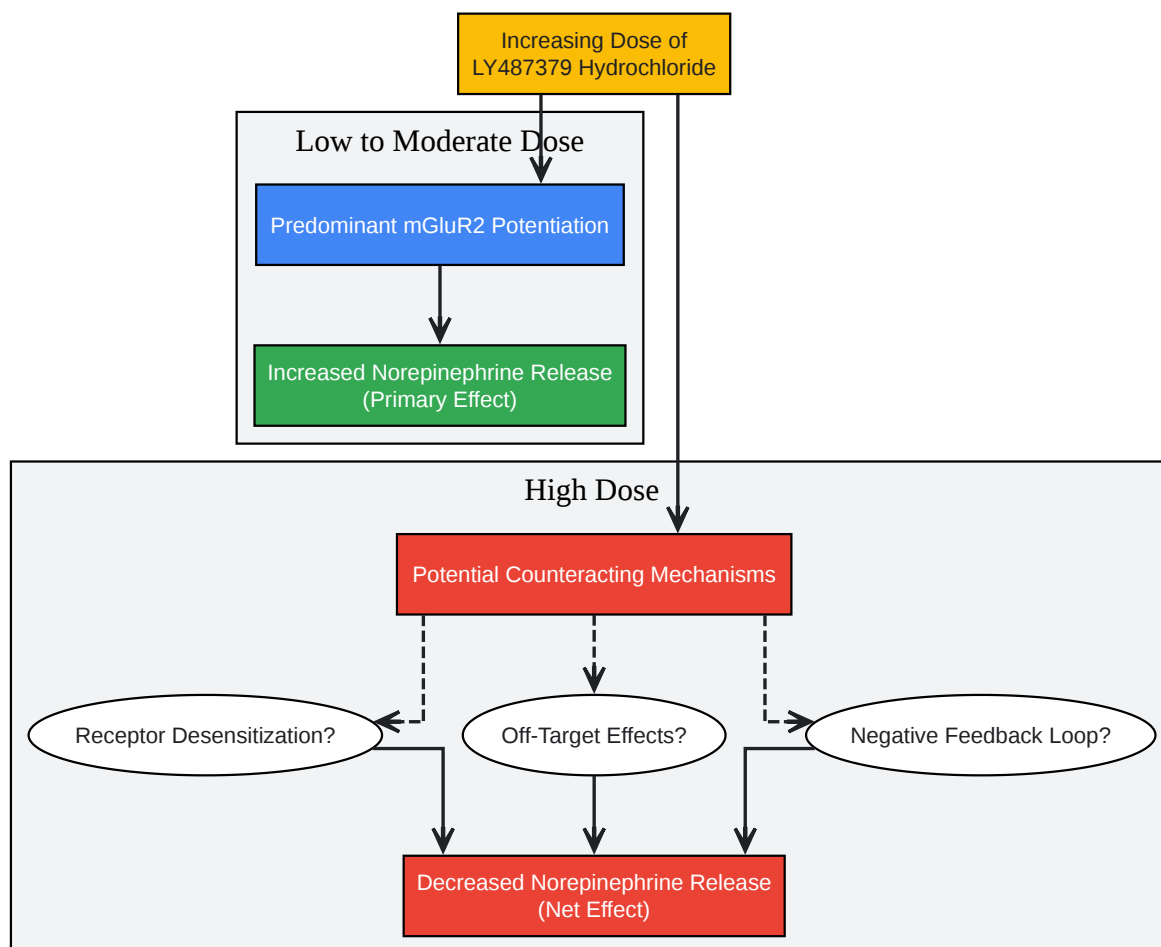 Increasing Dose of
LY487379 Hydrochloride
Low to Moderate Dose
Predominant mGluR2 Potentiation
Increased Norepinephrine Release
(Primary Effect)
High Dose
Potential Counteracting Mechanisms
Receptor Desensitization?
Off-Target Effects?
Negative Feedback Loop?
Decreased Norepinephrine Release
(Net Effect)